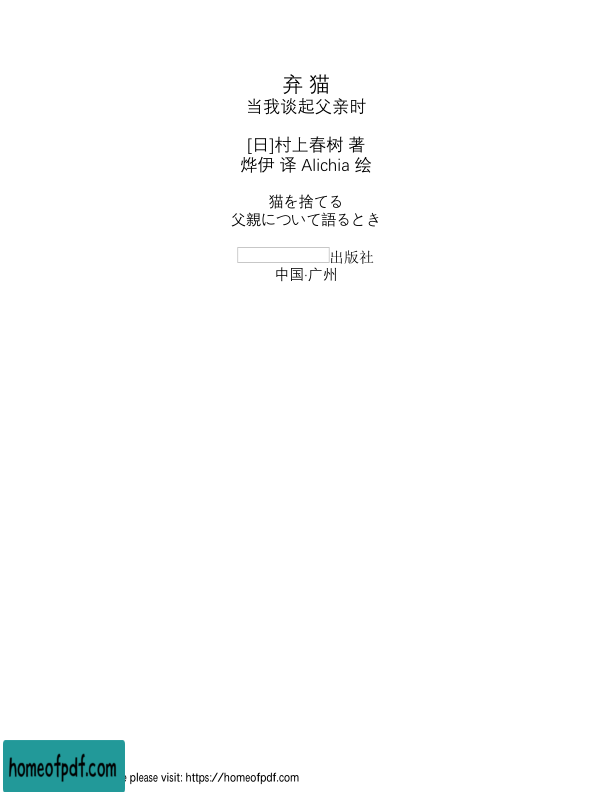 弃 猫
当我谈起父亲时
[日]村上春树 著
烨伊 译 Alichia 绘
猫を捨てる
父親について語るとき
出版社
中国·广州
homeofpdf.com
e please visit: https://homeofpdf.com